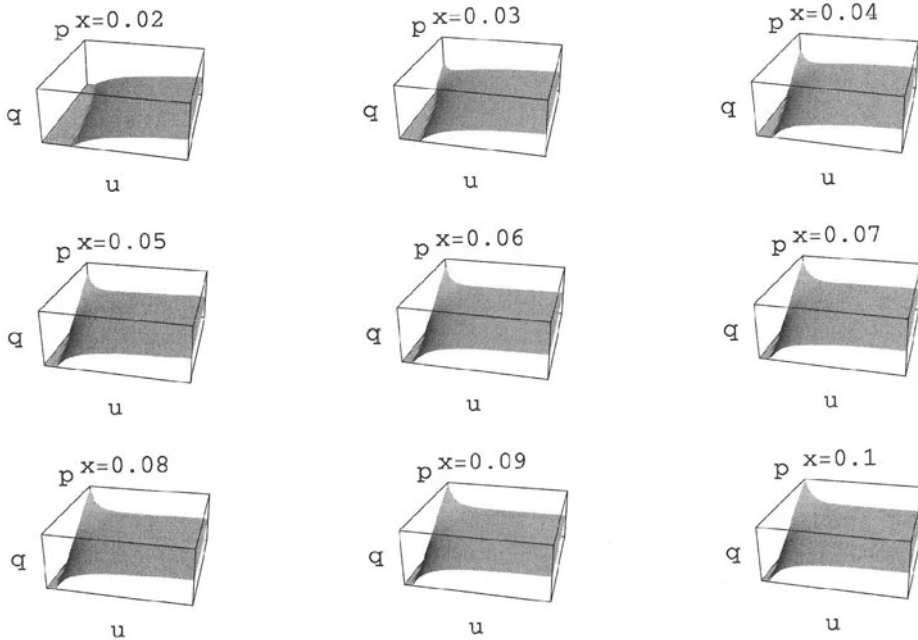 p x=0.02
q
u
p x=0.03
q
u
p x=0.04
q
u
p x=0.05
q
u
p x=0.06
q
u
p x=0.07
q
u
p x=0.08
q
u
p x=0.09
q
u
p x=0.1
q
u